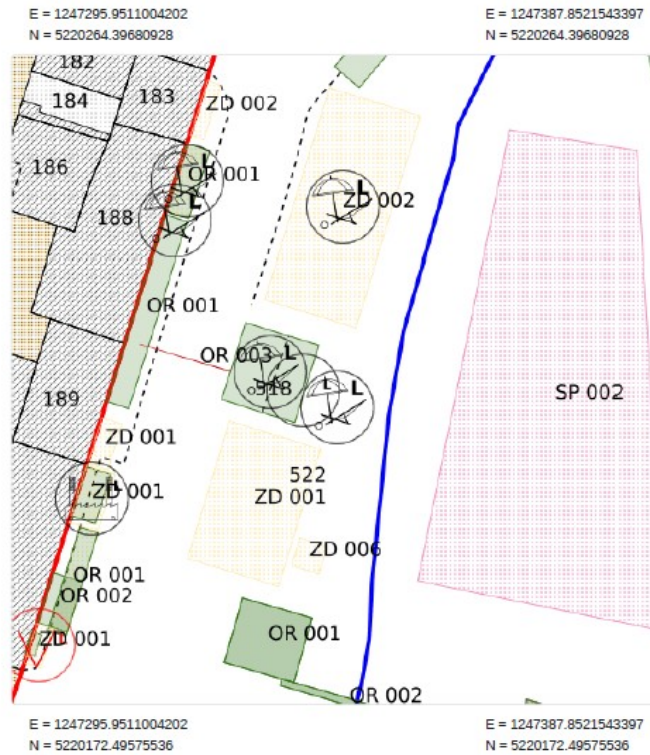 E = 1247295.9511004202
E = 1247387.8521543397
N = 5220264.39680928
N = 5220264.39680928
182
184
183
ZD 002
186
OR 001
L
L
ZD 002
L
188
L
OR 001
OR 003
L
518
L
189
SP 002
ZD 001
522
ZD 001
L
ZD 001
ZD 006
OR 001
OR 002
OR 001
ZD 001
OR 002
E = 1247295.9511004202
E = 1247387.8521543397
N = 5220172.49575536
N = 5220172.49575536